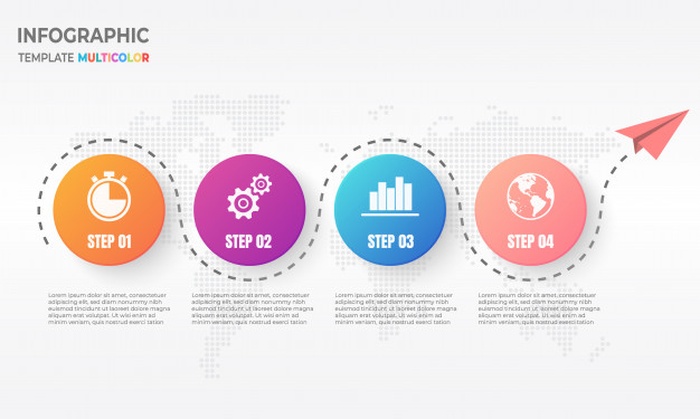 INFOGRAPHIC
TEMPLATE MULTICOLOR
STEP 01
STEP 02
STEP 03
STEP 04
Lorem ipsum dolor sit amet, consectetuer
adipiscing elit, sed diam nonummy nibh
euismod tincidunt ut laoreet dolore magna
aliquam erat volutpat. Ut wisi enim ad
minim veniam, quis nostrud exerci tation
Lorem ipsum dolor sit amet, consectetuer
adipiscing elit, sed diam nonummy nibh
euismod tincidunt ut laoreet dolore magna
aliquam erat volutpat. Ut wisi enim ad
minim veniam, quis nostrud exerci tation
Lorem ipsum dolor sit amet, consectetuer
adipiscing elit, sed diam nonummy nibh
euismod tincidunt ut laoreet dolore magna
aliquam erat volutpat. Ut wisi enim ad
minim veniam, quis nostrud exerci tation
Lorem ipsum dolor sit amet, consectetuer
adipiscing elit, sed diam nonummy nibh
euismod tincidunt ut laoreet dolore magna
aliquam erat volutpat. Ut wisi enim ad
minim veniam, quis nostrud exerci tation